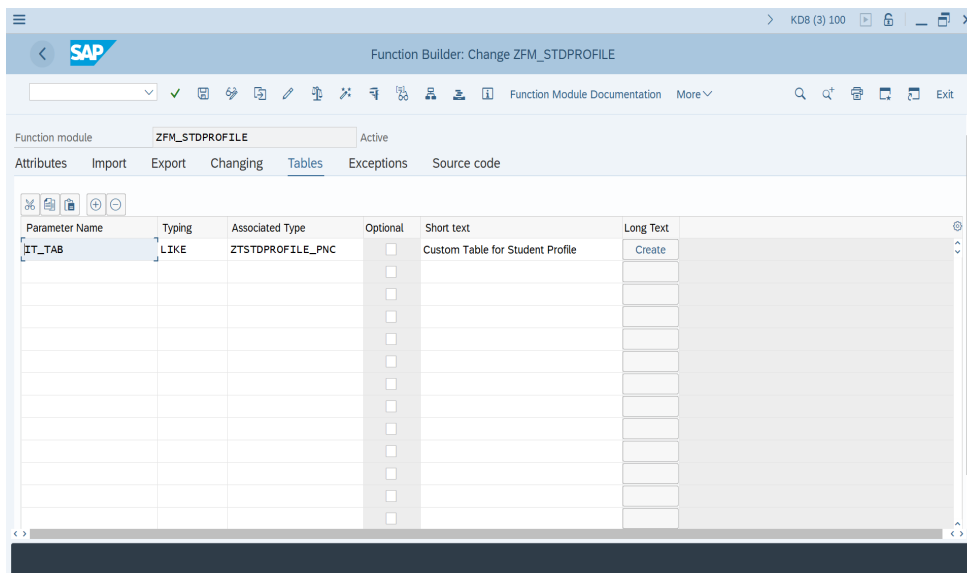 KD8 (3) 100
SAP
Function Builder: Change ZFM_STDPROFILE
Function Module Documentation More Exit
Function module ZFM_STDPROFILE Active
Attributes Import Export Changing Tables Exceptions Source code
Parameter Name Typing Associated Type Optional Short text Long Text
IT_TAB LIKE ZTSTDPROFILE_PNC Custom Table for Student Profile Create